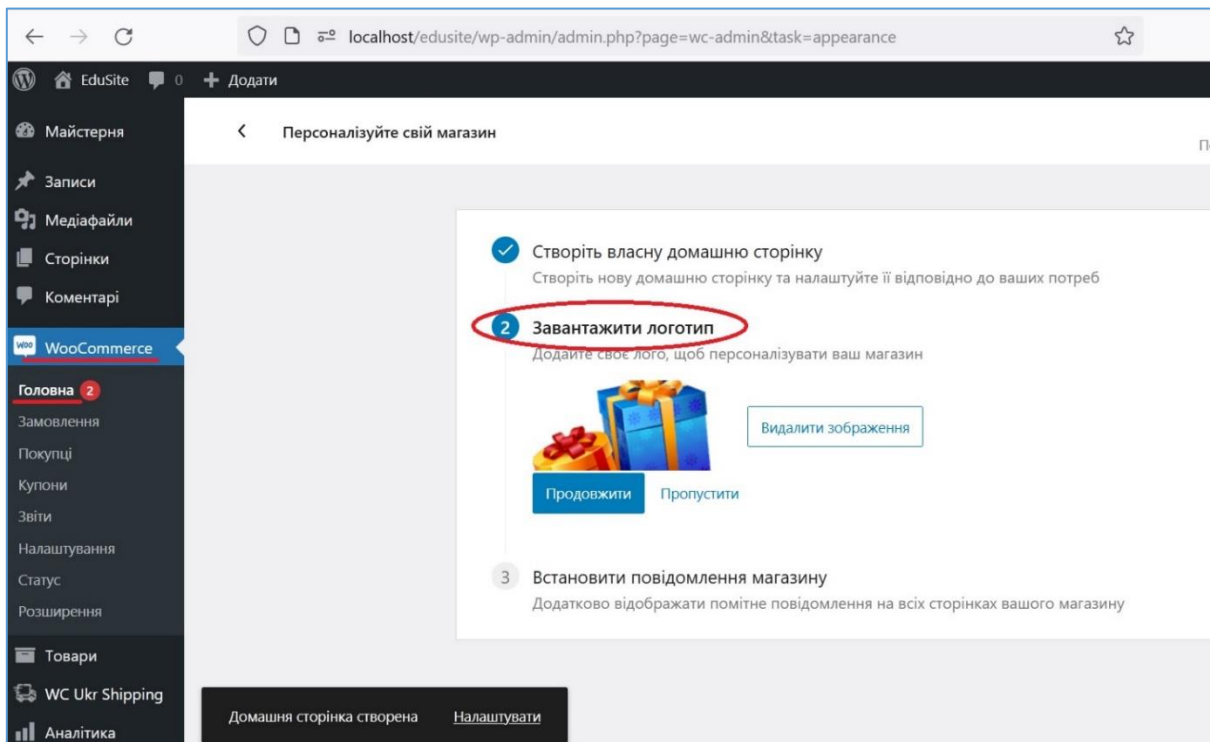 localhost/edusite/wp-admin/admin.php?page=wc-admin&task=appearance
EduSite 0 Додати
Майстерня
Записи
Медіафайли
Сторінки
Коментарі
WooCommerce
Головна 2
Замовлення
Покупці
Купони
Звіти
Налаштування
Статус
Розширення
Товари
WC Ukr Shipping
Аналітика
Персоналізуйте свій магазин
Створіть власну домашню сторінку
Створіть нову домашню сторінку та налаштуйте її відповідно до ваших потреб
2 Завантажити логотип
Додайте своє лого, щоб персоналізувати ваш магазин
Видалити зображення
Продовжити Пропустити
3 Встановити повідомлення магазину
Додатково відображати помітне повідомлення на всіх сторінках вашого магазину
Домашня сторінка створена Налаштувати